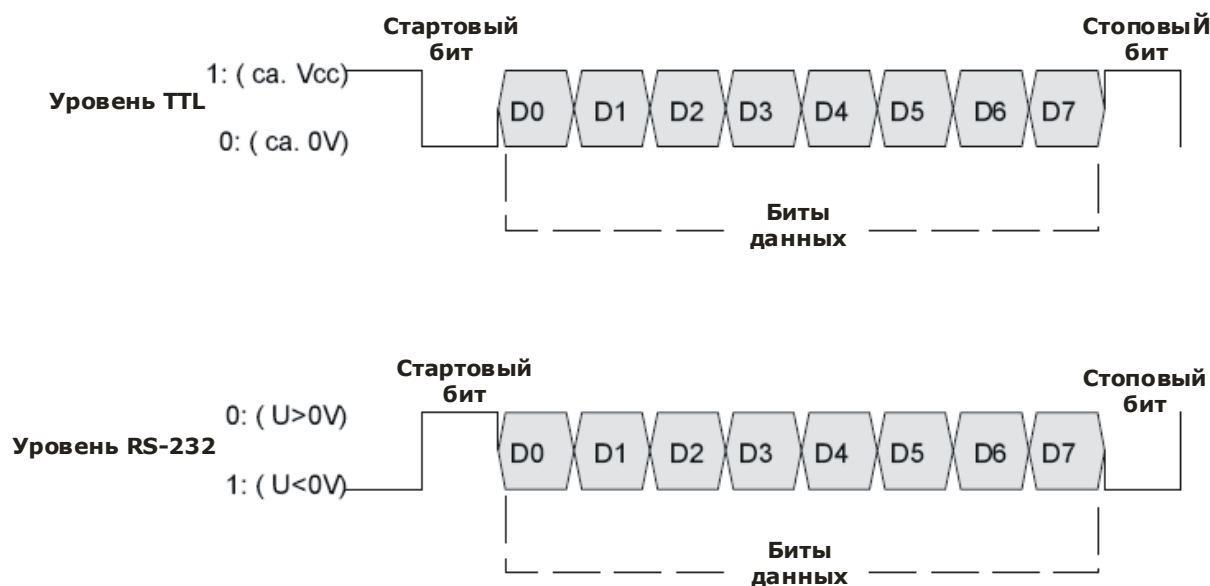 Стартовый
бит
СтоповыЙ
бит
1: ( ca. Vcc)
Уровень TTL
0: ( ca. 0V)
D0 D1 D2 D3 D4 D5 D6 D7
Биты
данных
Стартовый
бит
Стоповый
бит
0: ( U>0V)
Уровень RS-232
1: ( U<0V)
D0 D1 D2 D3 D4 D5 D6 D7
Биты
данных